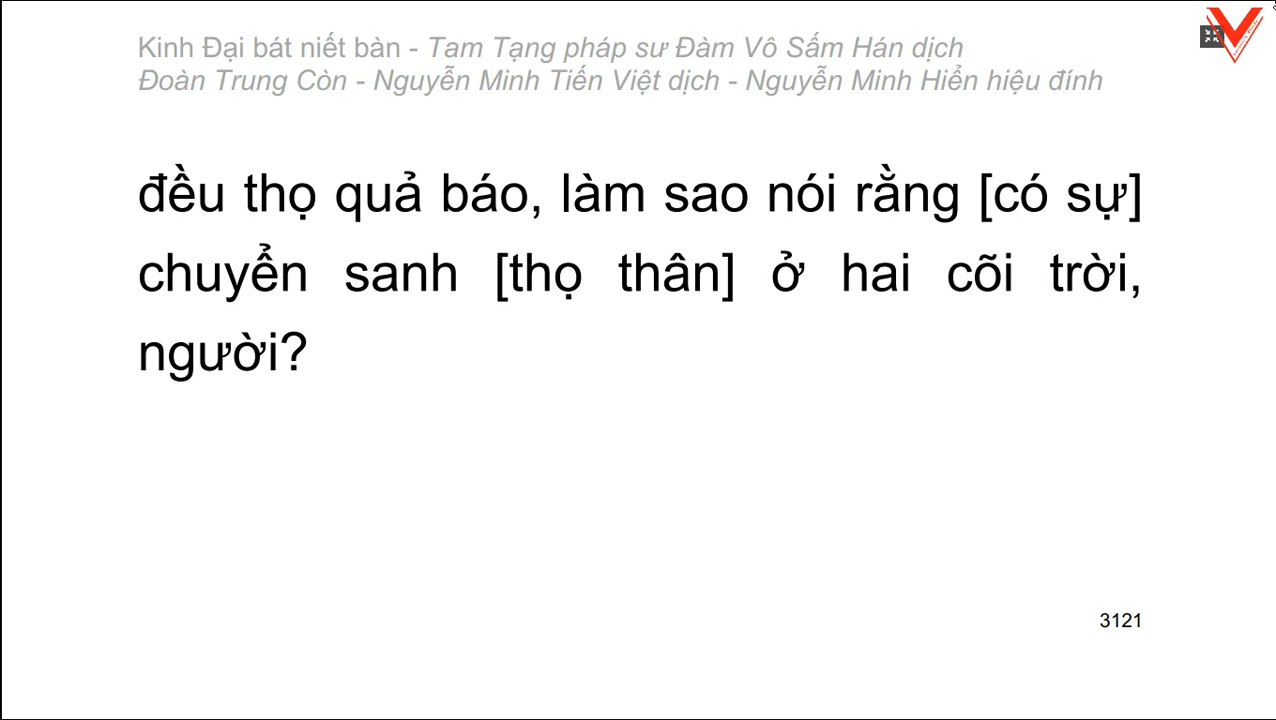 Kinh Đại bát niết bàn - Tam Tạng pháp sư Đàm Vô Sấm Hán dịch
Đoàn Trung Còn - Nguyễn Minh Tiến Việt dịch - Nguyễn Minh Hiển hiệu đính
đều thọ quả báo, làm sao nói rằng [có sự]
chuyển sanh [thọ thân] ở hai cõi trời,
người?
3121